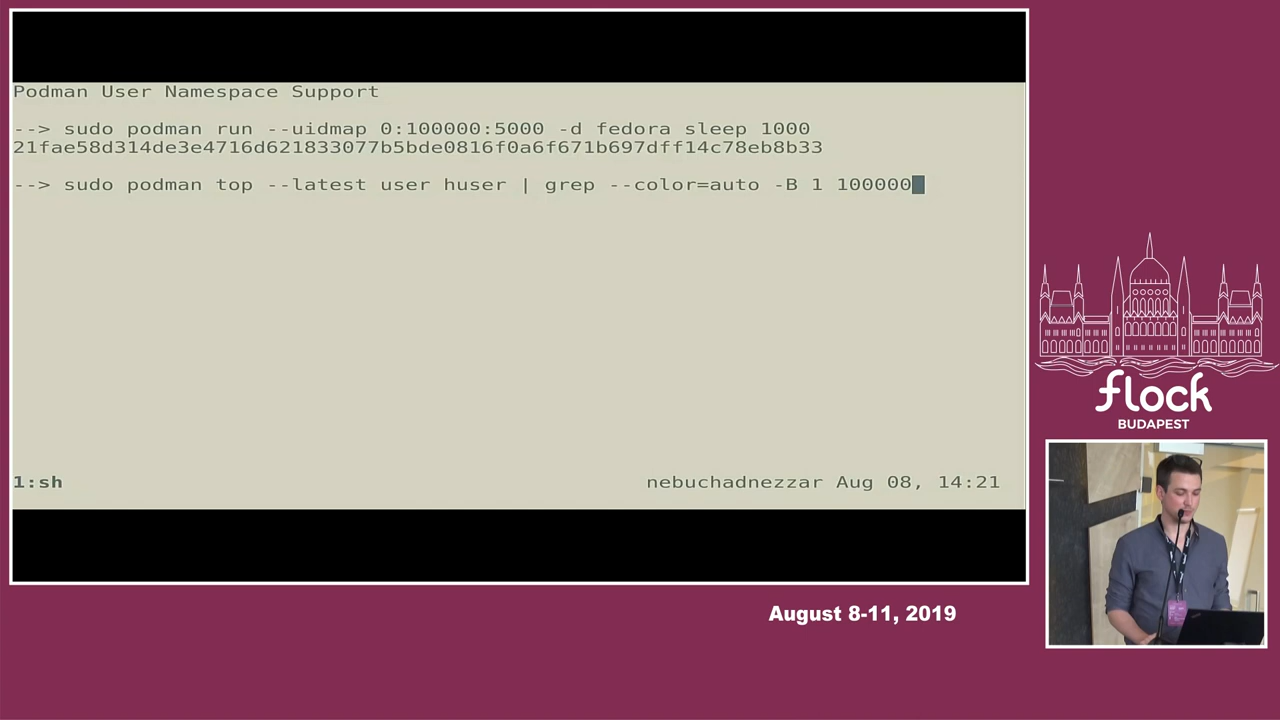 Podman User Namespace Support
--> sudo podman run --uidmap 0:100000:5000 -d fedora sleep 1000
21fae58d314de3e4716d621833077b5bde0816f0a6f671b697dff14c78eb8b33
--> sudo podman top --latest user huser | grep --color=auto -B 1 100000
1:sh
nebuchadnezzar Aug 08, 14:21
flock
BUDAPEST
August 8-11, 2019